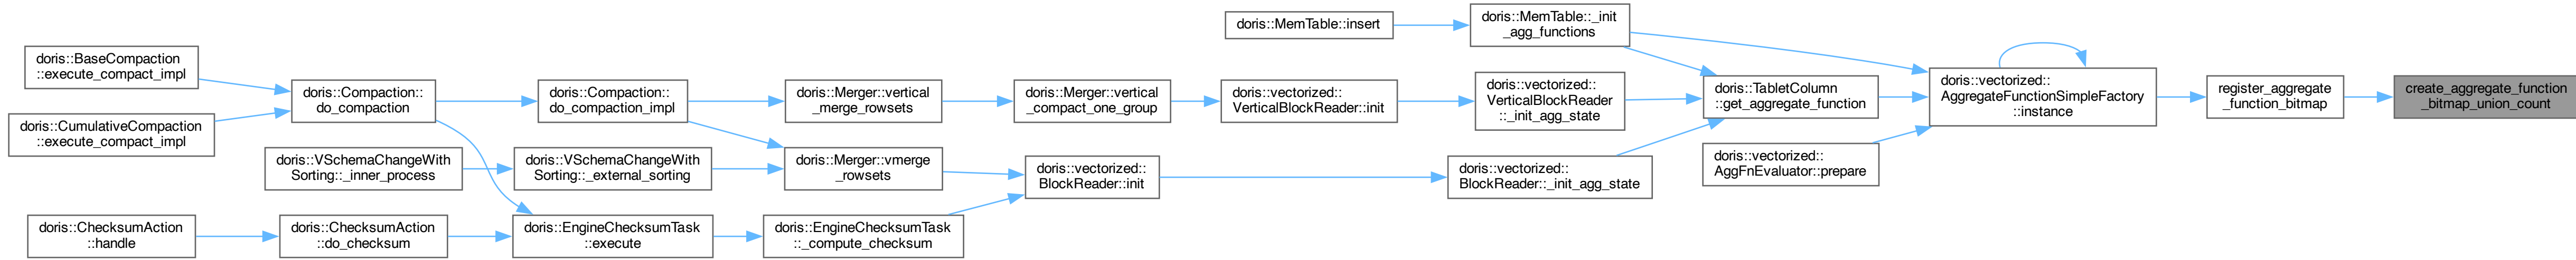 doris::BaseCompaction
::execute_compact_impl
doris::CumulativeCompaction
::execute_compact_impl
doris::Compaction::
do_compaction
doris::VSchemaChangeWith
Sorting::_inner_process
doris::ChecksumAction
::handle
doris::ChecksumAction
::do_checksum
doris::Compaction::
do_compaction_impl
doris::VSchemaChangeWith
Sorting::_external_sorting
doris::EngineChecksumTask
::execute
doris::Merger::vertical
_merge_rowsets
doris::Merger::vmerge
_rowsets
doris::EngineChecksumTask
::_compute_checksum
doris::Merger::vertical
_compact_one_group
doris::vectorized::
BlockReader::init
doris::MemTable::insert
doris::vectorized::
VerticalBlockReader::init
doris::MemTable::_init
_agg_functions
doris::vectorized::
VerticalBlockReader
::_init_agg_state
doris::vectorized::
BlockReader::_init_agg_state
doris::TabletColumn
::get_aggregate_function
doris::vectorized::
AggFnEvaluator::prepare
doris::vectorized::
AggregateFunctionSimpleFactory
::instance
register_aggregate
_function_bitmap
create_aggregate_function
_bitmap_union_count